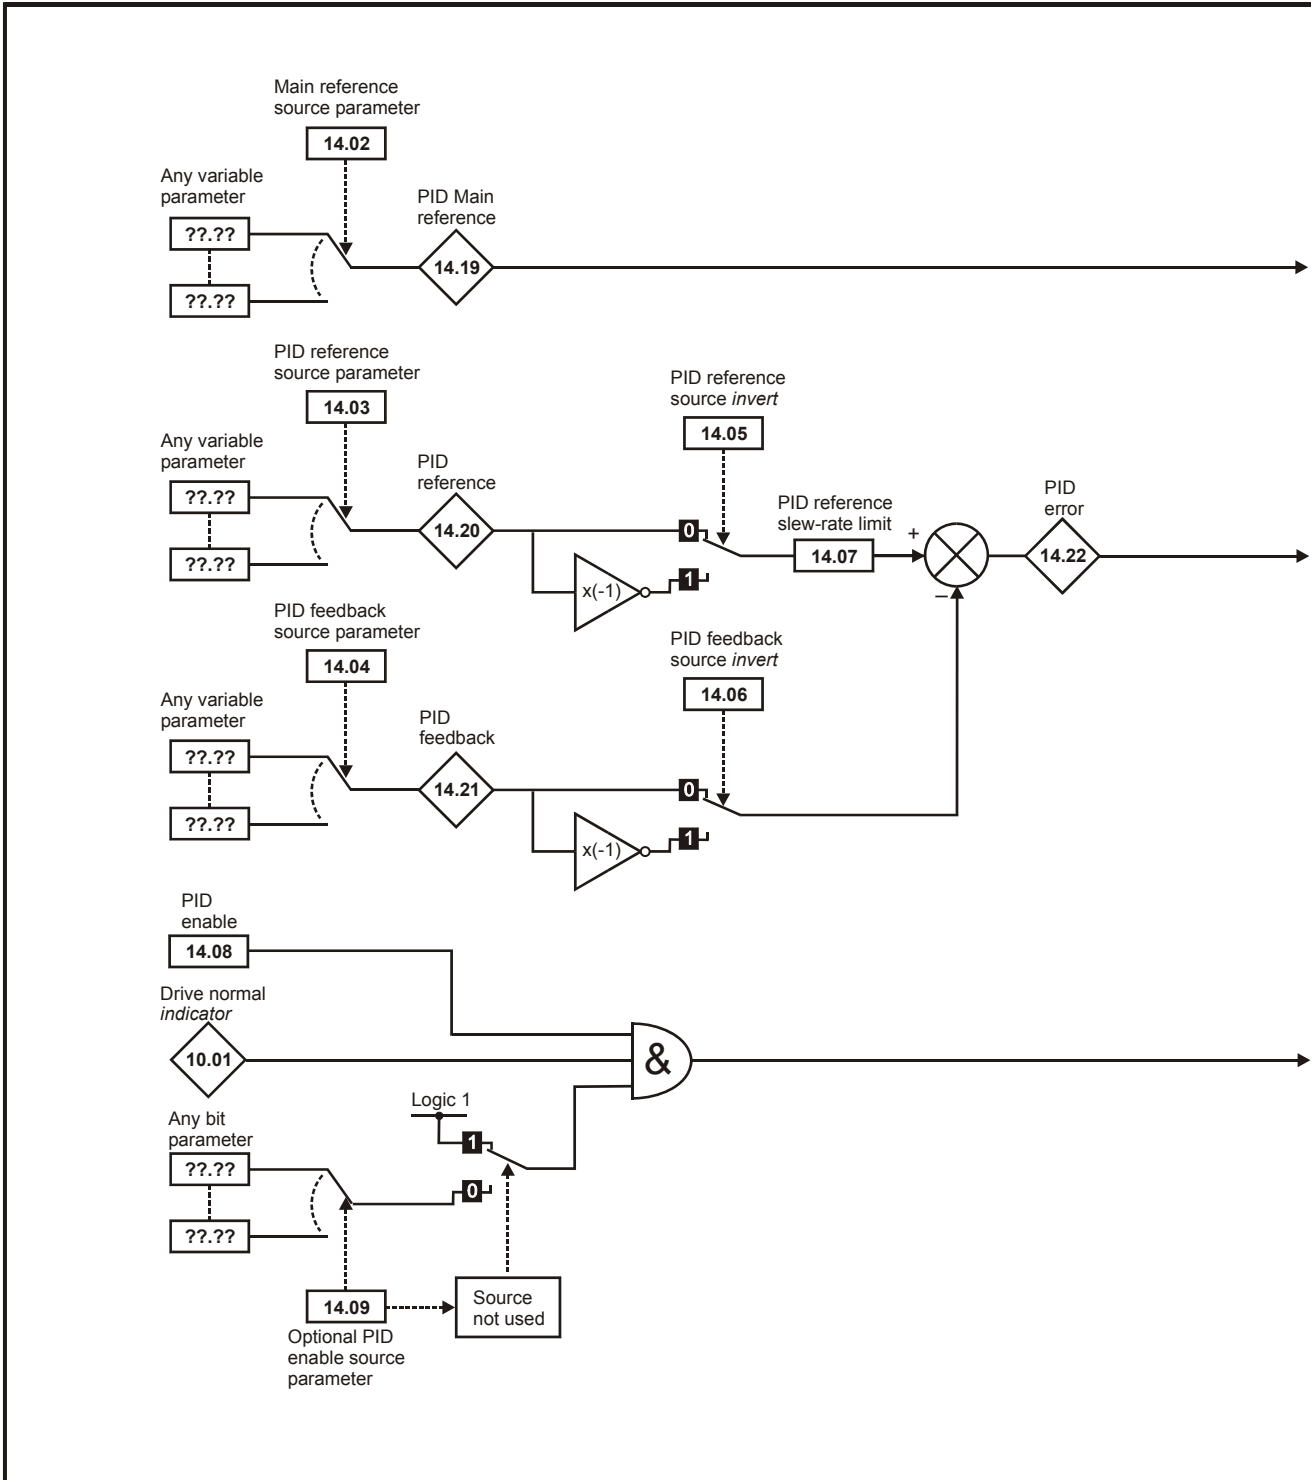 Main reference
source parameter
14.02
Any variable
parameter
??.??
??.??
PID Main
reference
14.19
PID reference
source parameter
14.03
Any variable
parameter
??.??
??.??
PID
reference
14.20
x(-1)
0
1
PID reference
source invert
14.05
PID reference
slew-rate limit
14.07
+
–
PID
error
14.22
PID feedback
source parameter
14.04
Any variable
parameter
??.??
??.??
PID
feedback
14.21
x(-1)
0
1
PID feedback
source invert
14.06
PID
enable
14.08
Drive normal
indicator
10.01
&
Logic 1
1
0
Any bit
parameter
??.??
??.??
14.09
Optional PID
enable source
parameter
Source
not used